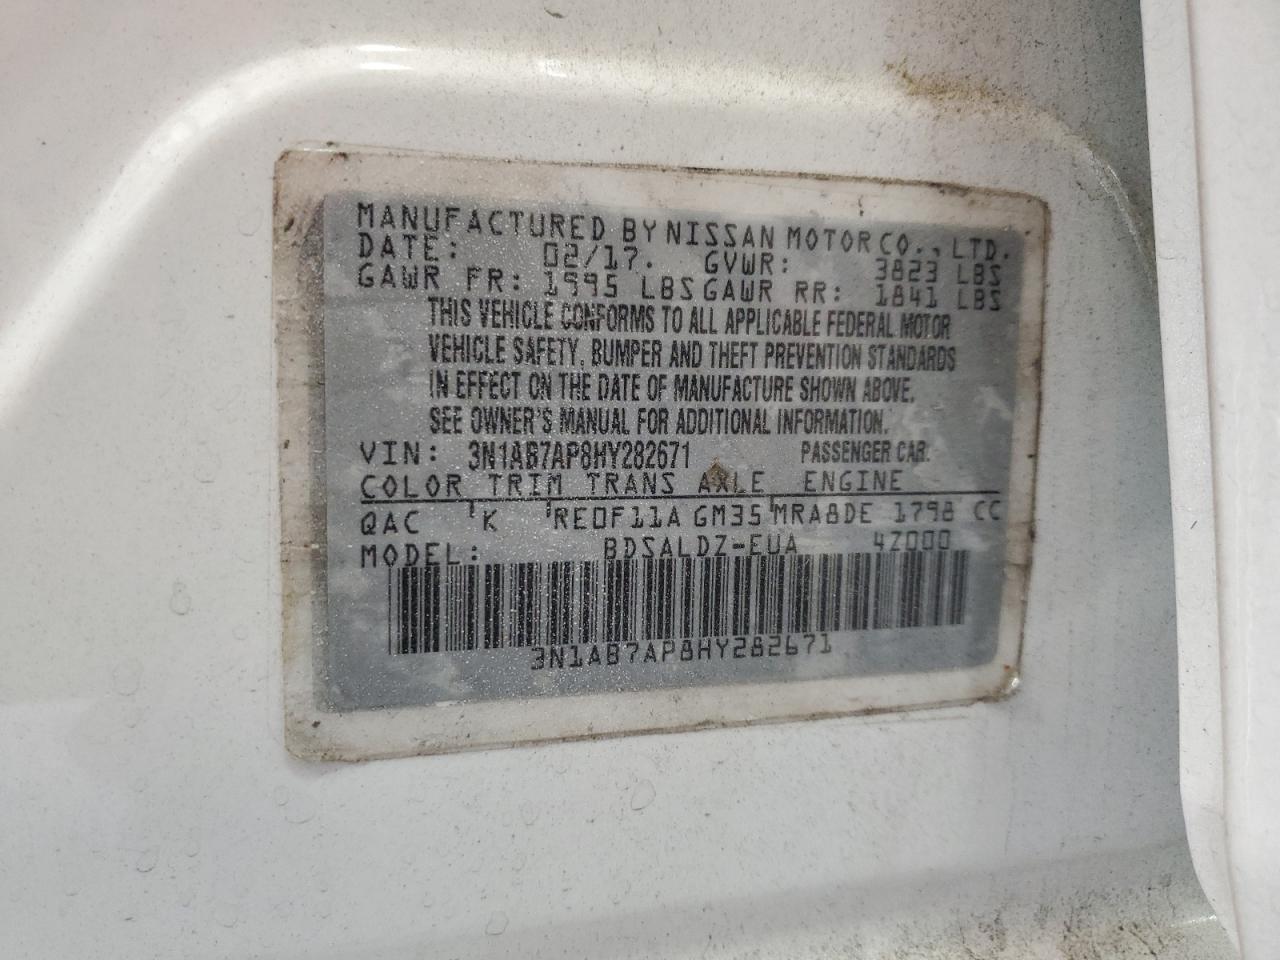 MANUFACTURED BY NISSAN MOTOR CO., LTD.
DATE: 02/17. GVWR: 3823 LBS
GAWR FR: 1995 LBS GAWR RR: 1841 LBS
THIS VEHICLE CONFORMS TO ALL APPLICABLE FEDERAL MOTOR
VEHICLE SAFETY, BUMPER AND THEFT PREVENTION STANDARDS
IN EFFECT ON THE DATE OF MANUFACTURE SHOWN ABOVE.
SEE OWNER'S MANUAL FOR ADDITIONAL INFORMATION.
VIN: 3N1AB7AP8HY282671 PASSENGER CAR.
COLOR TRIM TRANS AXLE ENGINE
QAC K RE0F11A GM35 MRA8DE 1798 CC
MODEL: BDSALDZ-EUA 4Z000
3N1AB7AP8HY282671